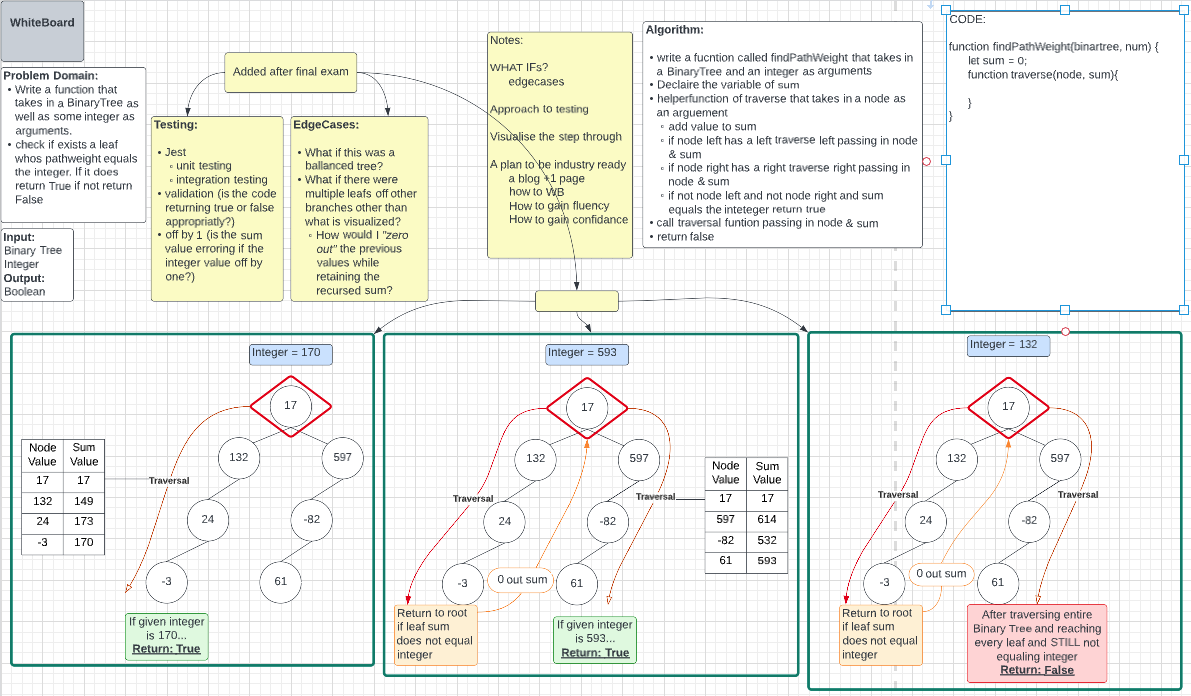 WhiteBoard
Problem Domain:
• Write a function that
takes in a BinaryTree as
well as some integer as
arguments.
• check if exists a leaf
whos pathweight equals
the integer. If it does
return True if not return
False
Input:
Binary Tree
Integer
Output:
Boolean
Added after final exam
Testing:
• Jest
◦ unit testing
◦ integration testing
• validation (is the code
returning true or false
appropriatly?)
• off by 1 (is the sum
value erroring if the
integer value off by
one?)
EdgeCases:
• What if this was a
ballanced tree?
• What if there were
multiple leafs off other
branches other than
what is visualized?
◦ How would I "zero
out" the previous
values while
retaining the
recursed sum?
Notes:
WHAT IFs?
edgecases
Approach to testing
Visualise the step through
A plan to be industry ready
a blog +1 page
how to WB
How to gain fluency
How to gain confidance
Algorithm:
• write a fucntion called findPathWeight that takes in
a BinaryTree and an integer as arguments
• Declaire the variable of sum
• helperfunction of traverse that takes in a node as
an arguement
◦ add value to sum
◦ if node left has a left traverse left passing in node
& sum
◦ if node right has a right traverse right passing in
node & sum
◦ if not node left and not node right and sum
equals the inteteger return true
• call traversal funtion passing in node & sum
• return false
CODE:
function findPathWeight(binartree, num) {
let sum = 0;
function traverse(node, sum){
}
}
Integer = 170
17
132
597
24
-82
-3
61
Node Value
Sum Value
17 17
132 149
24 173
-3 170
Traversal
If given integer
is 170...
Return: True
Integer = 593
17
132
597
24
-82
-3
61
Traversal
Traversal
0 out sum
Node Value
Sum Value
17 17
597 614
-82 532
61 593
Return to root
if leaf sum
does not equal
integer
If given integer
is 593...
Return: True
Integer = 132
17
132
597
24
-82
-3
61
Traversal
Traversal
0 out sum
Return to root
if leaf sum
does not equal
integer
After traversing entire
Binary Tree and reaching
every leaf and STILL not
equaling integer
Return: False